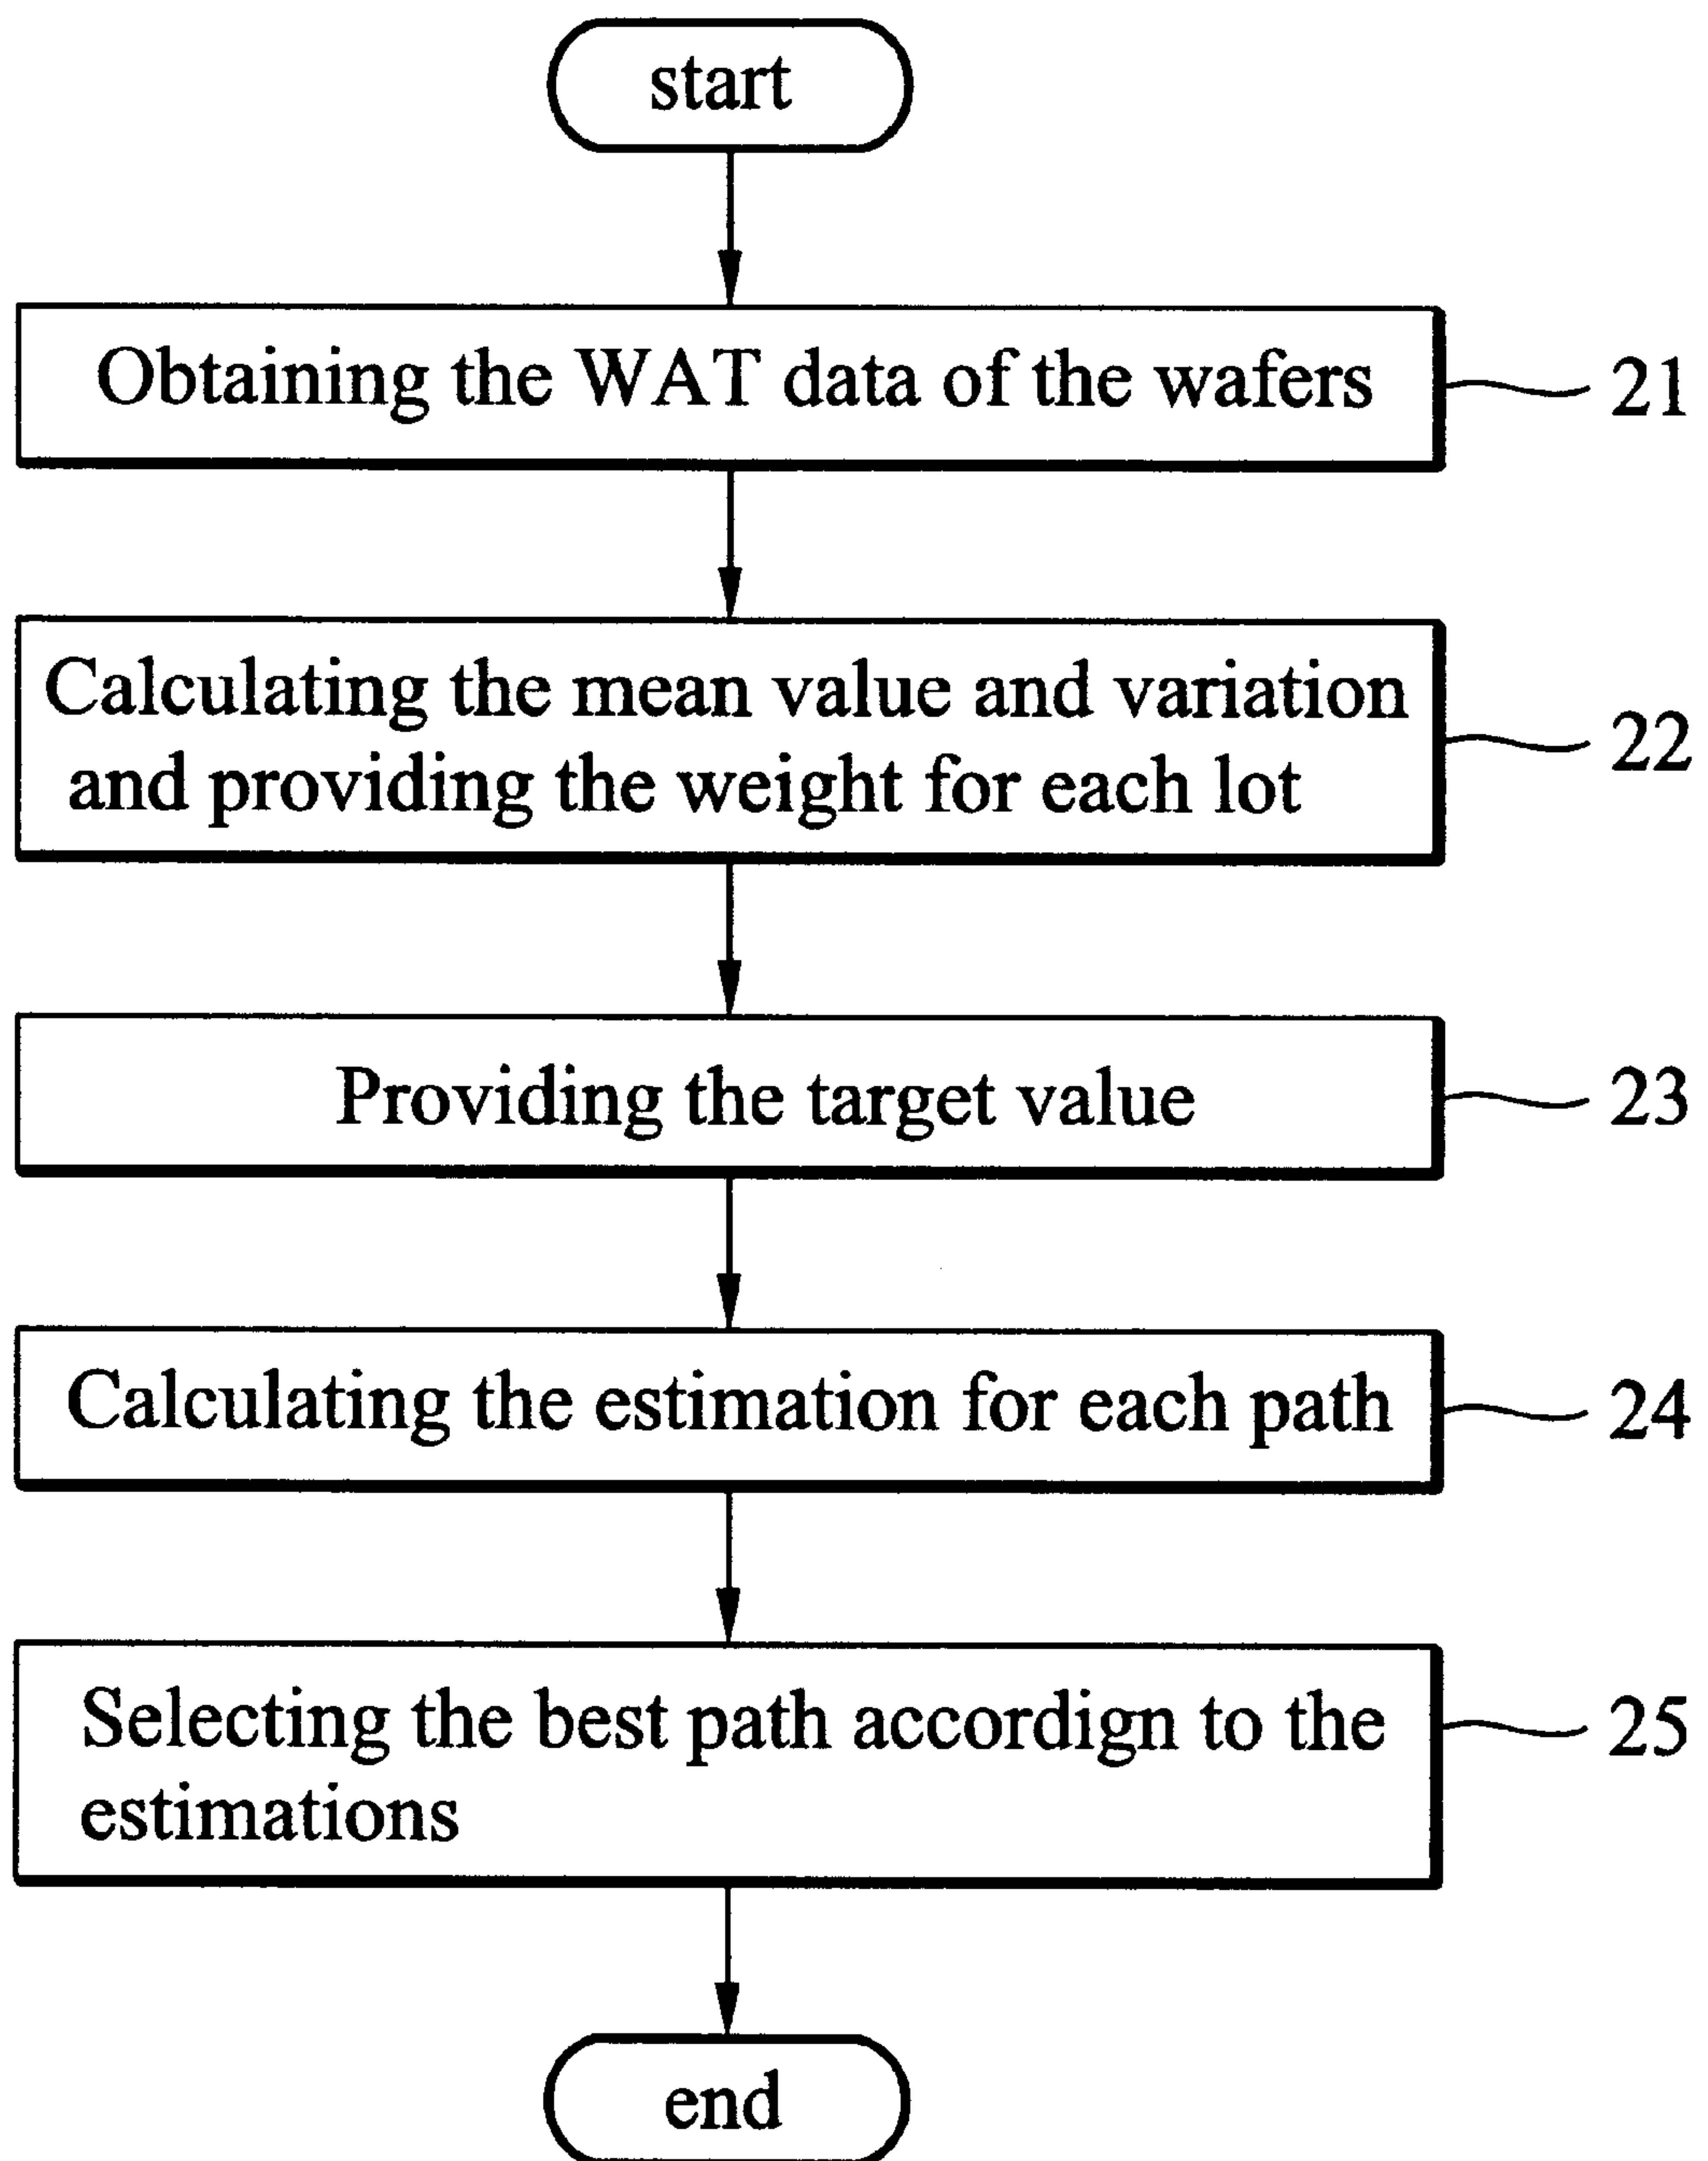 start
Obtaining the WAT data of the wafers
21
Calculating the mean value and variation
and providing the weight for each lot
22
Providing the target value
23
Calculating the estimation for each path
24
Selecting the best path accordign to the
estimations
25
end